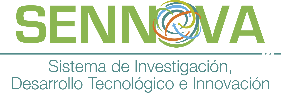 SENNOVA
Sistema de Investigación,
Desarrollo Tecnológico e Innovación